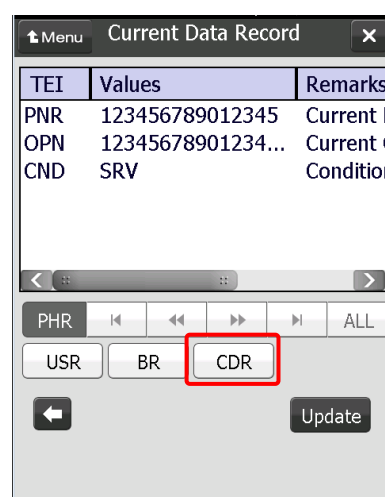 Menu Current Data Record
TEI Values Remarks
PNR 123456789012345 Current
OPN 12345678901234... Current
CND SRV Conditio
PHR ALL
USR BR CDR
Update